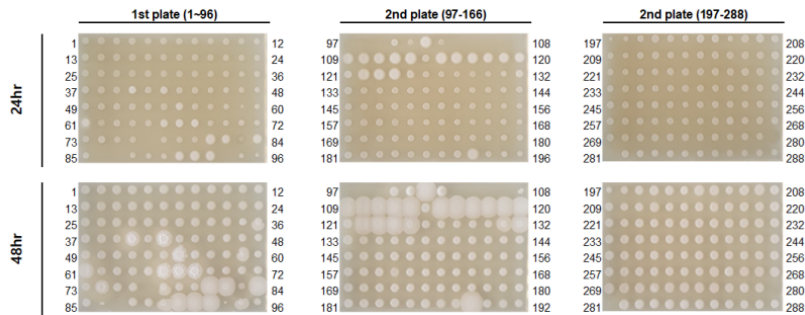 1st plate (1~96) 2nd plate (97-166) 2nd plate (197-288)
24hr
1 12 97 108 197 208
13 24 109 120 209 220
25 36 121 132 221 232
37 48 133 144 233 244
49 60 145 156 245 256
61 72 157 168 257 268
73 84 169 180 269 280
85 96 181 196 281 288
48hr
1 12 97 108 197 208
13 24 109 120 209 220
25 36 121 132 221 232
37 48 133 144 233 244
49 60 145 156 245 256
61 72 157 168 257 268
73 84 169 180 269 280
85 96 181 192 281 288